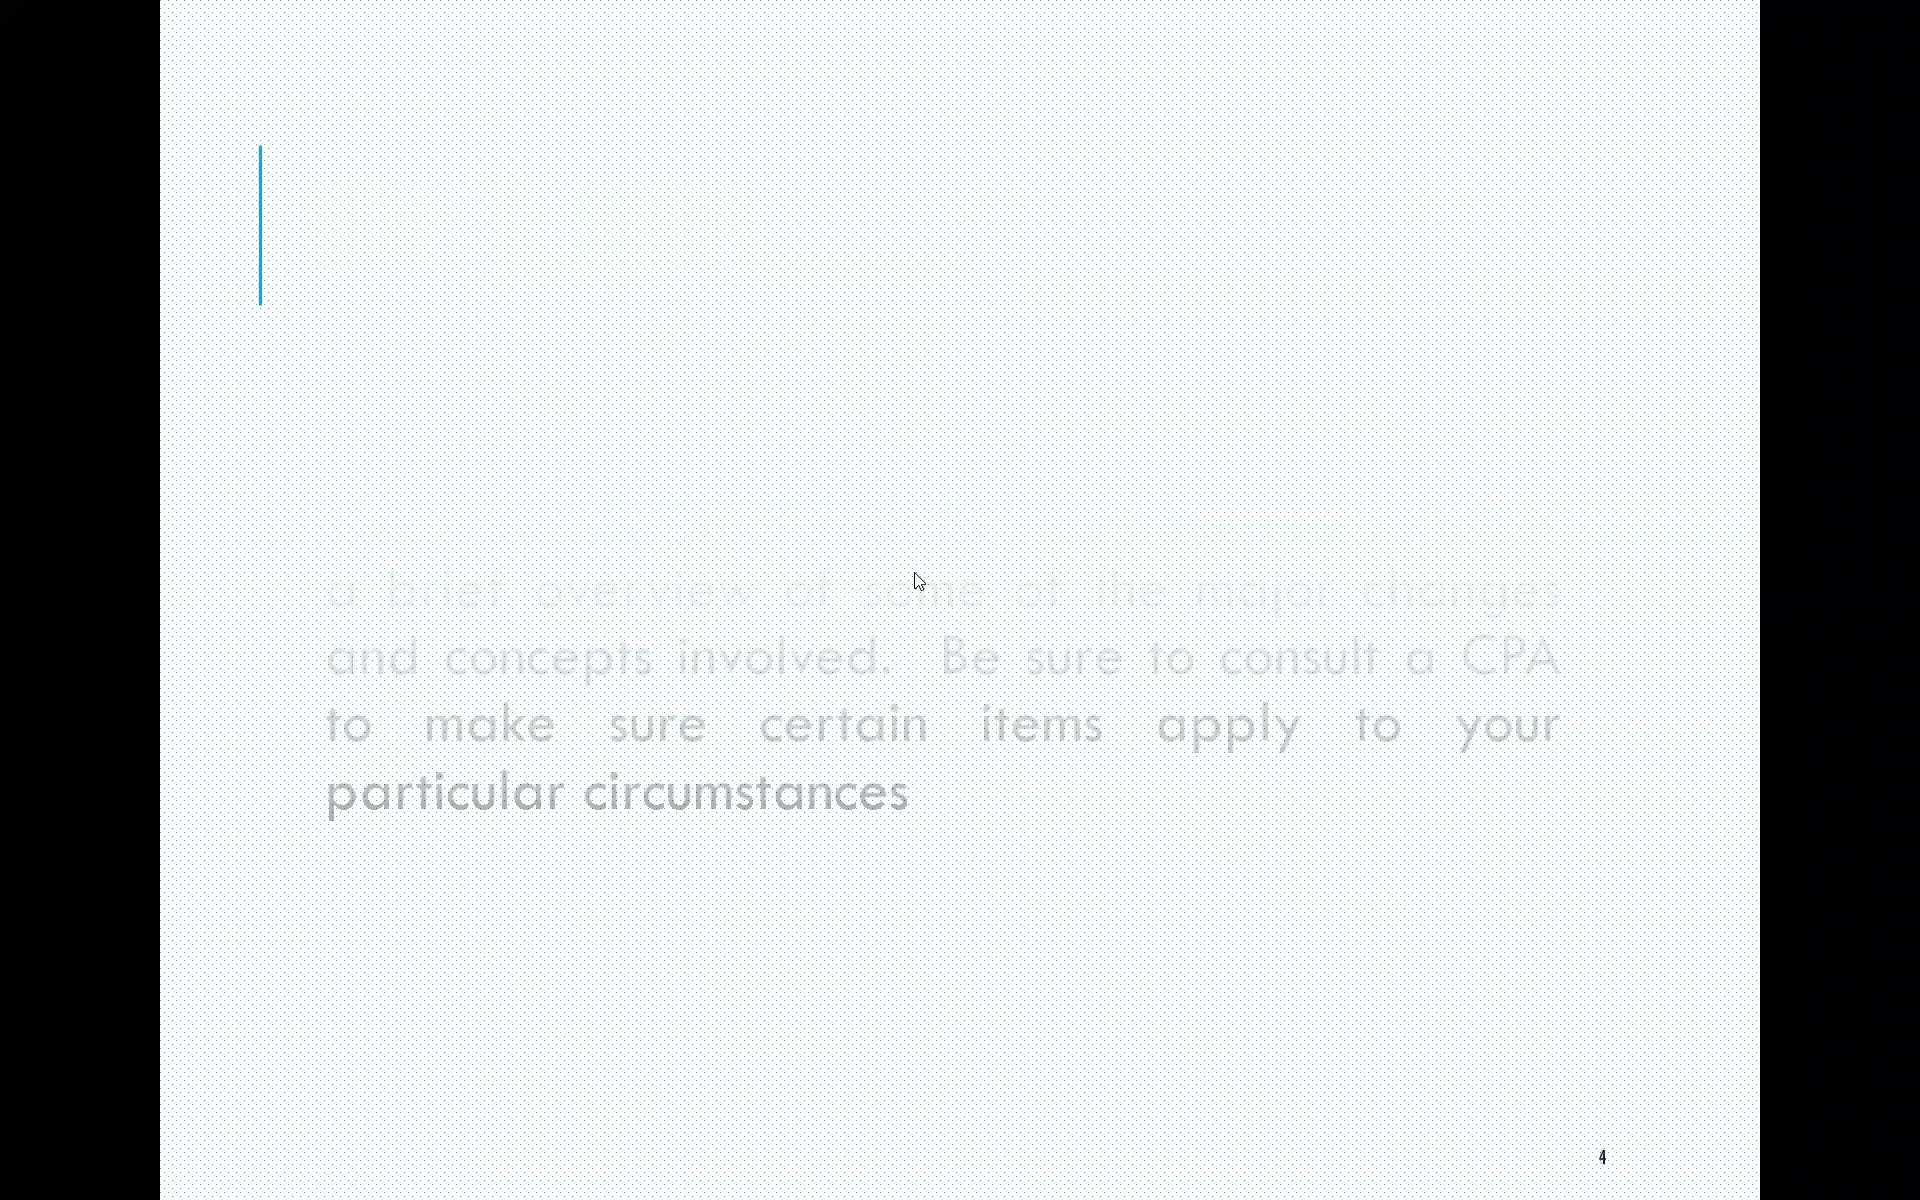 a brief overview of some of the major changes
and concepts involved.  Be sure to consult a CPA
to make sure certain items apply to your
particular circumstances
4